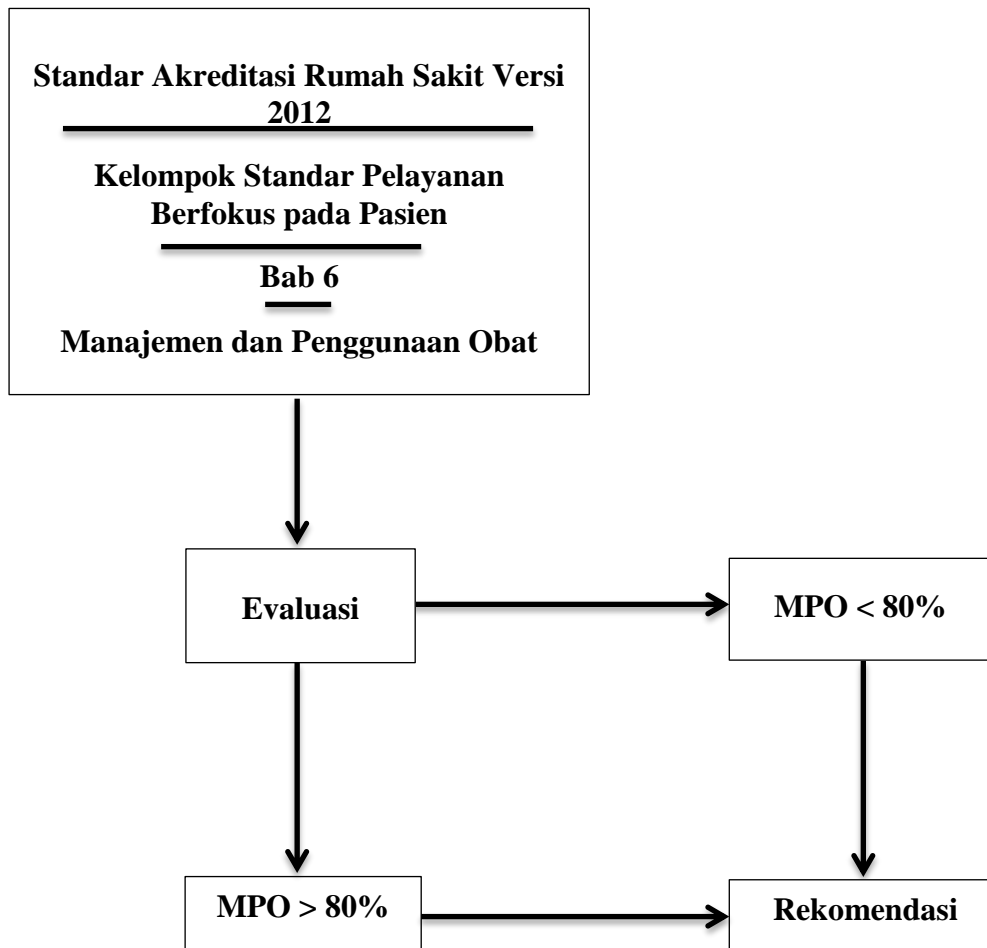 Standar Akreditasi Rumah Sakit Versi
2012
Kelompok Standar Pelayanan
Berfokus pada Pasien
Bab 6
Manajemen dan Penggunaan Obat
Evaluasi
MPO < 80%
MPO > 80%
Rekomendasi